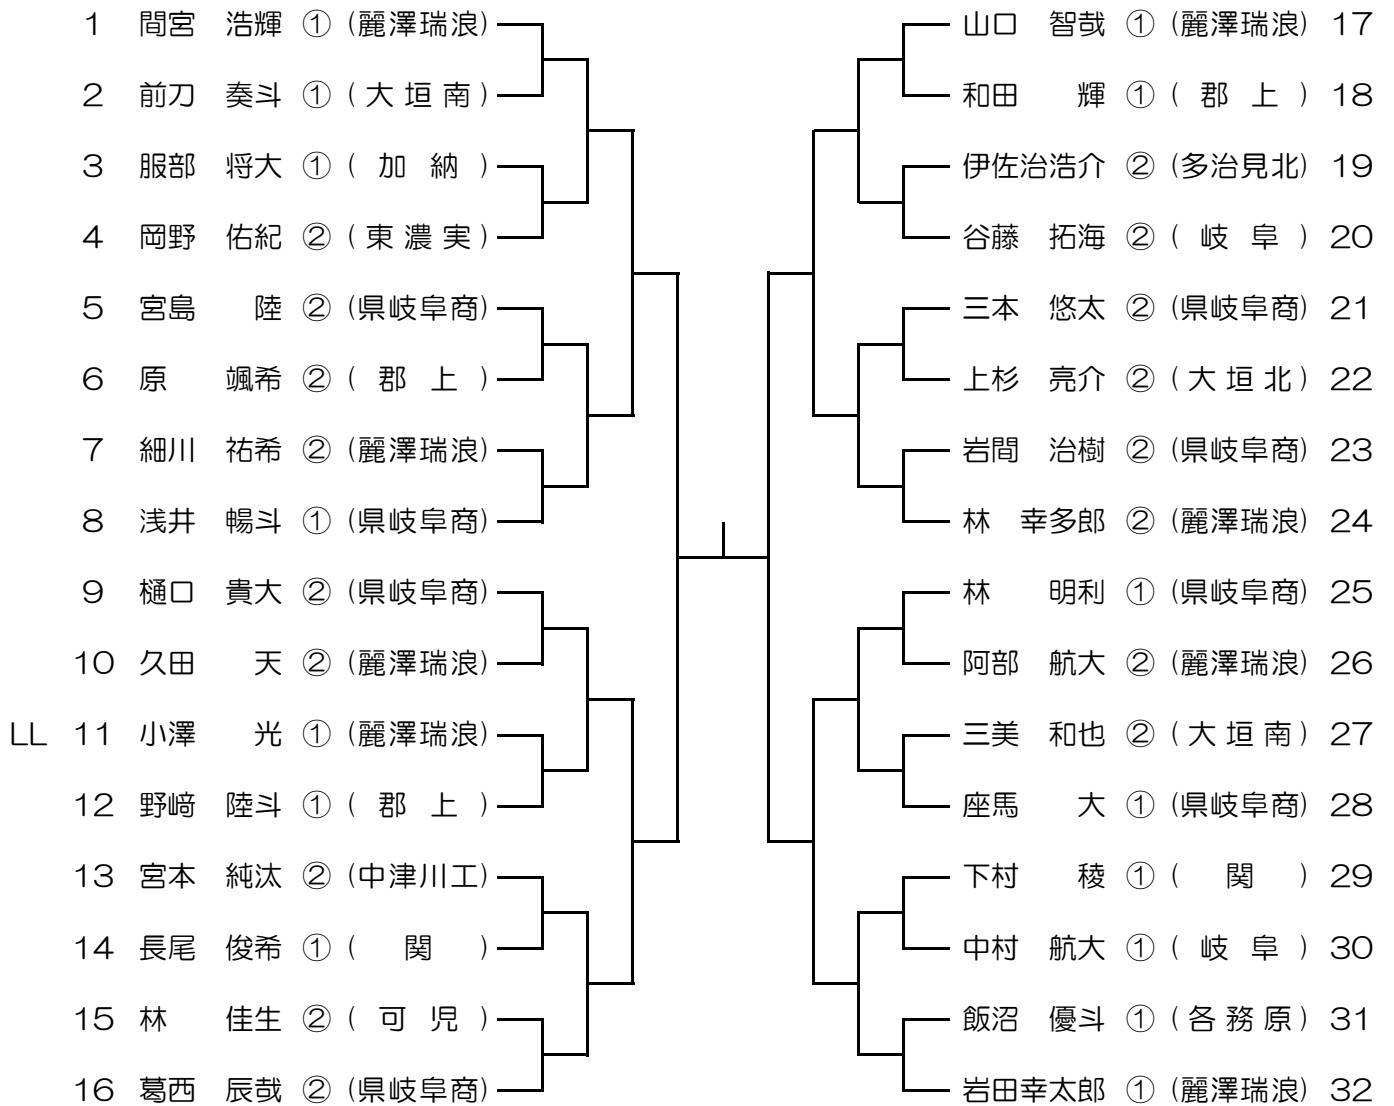 1 間宮 浩輝 ① (麗澤瑞浪)
2 前刀 奏斗 ① (大垣南)
3 服部 将大 ① (加納)
4 岡野 佑紀 ② (東濃実)
5 宮島 陸 ② (県岐阜商)
6 原 颯希 ② (郡上)
7 細川 祐希 ② (麗澤瑞浪)
8 浅井 暢斗 ① (県岐阜商)
9 樋口 貴大 ② (県岐阜商)
10 久田 天 ② (麗澤瑞浪)
LL 11 小澤 光 ① (麗澤瑞浪)
12 野﨑 陸斗 ① (郡上)
13 宮本 純汰 ② (中津川工)
14 長尾 俊希 ① (関)
15 林 佳生 ② (可児)
16 葛西 辰哉 ② (県岐阜商)
山口 智哉 ① (麗澤瑞浪) 17
和田 輝 ① (郡上) 18
伊佐治浩介 ② (多治見北) 19
谷藤 拓海 ② (岐阜) 20
三本 悠太 ② (県岐阜商) 21
上杉 亮介 ② (大垣北) 22
岩間 治樹 ② (県岐阜商) 23
林 幸多郎 ② (麗澤瑞浪) 24
林 明利 ① (県岐阜商) 25
阿部 航大 ② (麗澤瑞浪) 26
三美 和也 ② (大垣南) 27
座馬 大 ① (県岐阜商) 28
下村 稜 ① (関) 29
中村 航大 ① (岐阜) 30
飯沼 優斗 ① (各務原) 31
岩田幸太郎 ① (麗澤瑞浪) 32